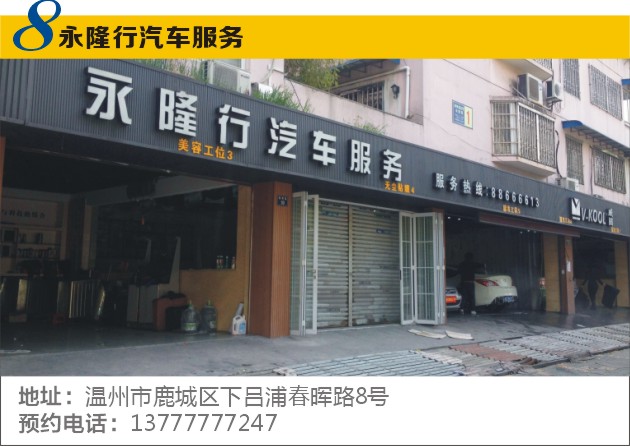 8 永隆行汽车服务
永隆行汽车服务
美容工位3
无尘贴膜4
服务热线:88666613
V-KOOL
1
地址：温州市鹿城区下吕浦春晖路8号
预约电话：13777777247